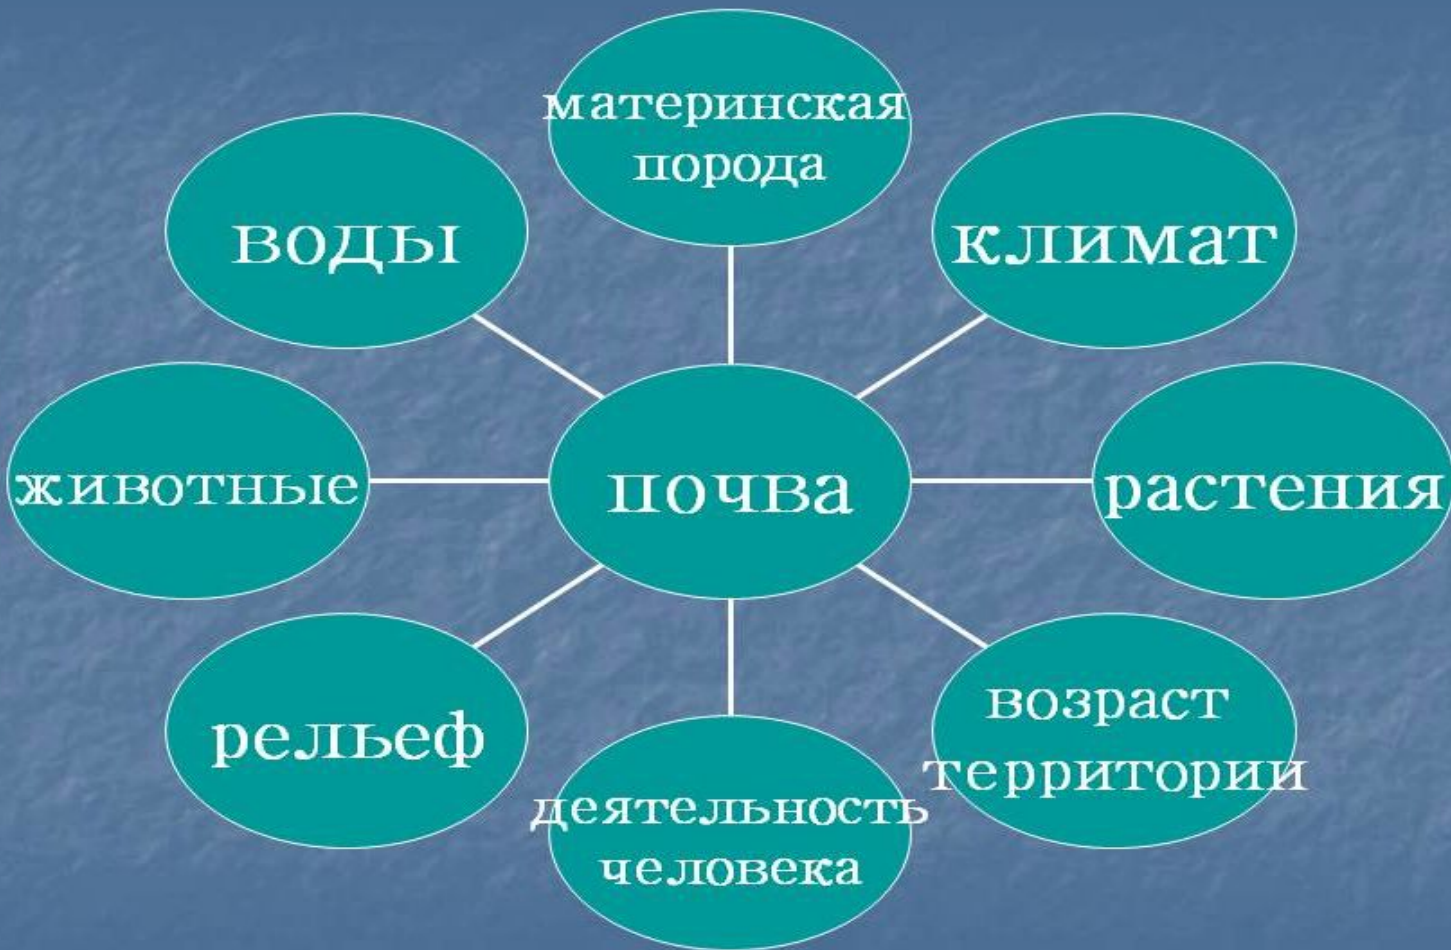 материнская
порода
воды
климат
животные
почва
растения
рельеф
возраст
территории
деятельность
человека